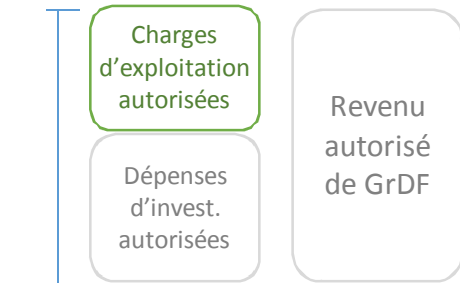 Charges
d’exploitation
autorisées
Dépenses
d’invest.
autorisées
Revenu
autorisé
de GrDF